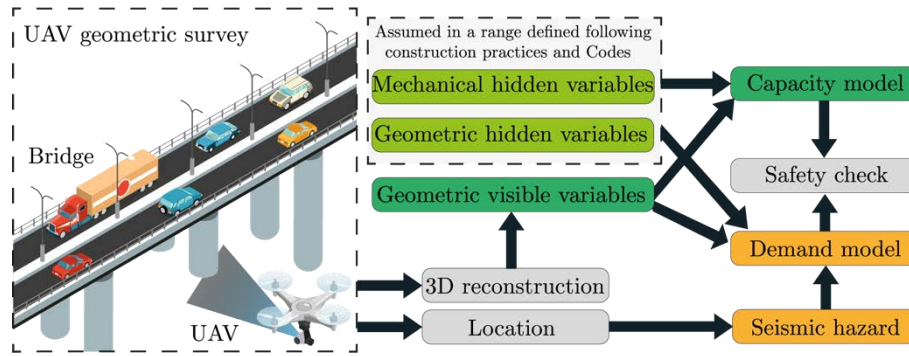 UAV geometric survey
Bridge
UAV
Assumed in a range defined following
construction practices and Codes
Mechanical hidden variables
Geometric hidden variables
Geometric visible variables
3D reconstruction
Location
Capacity model
Safety check
Demand model
Seismic hazard